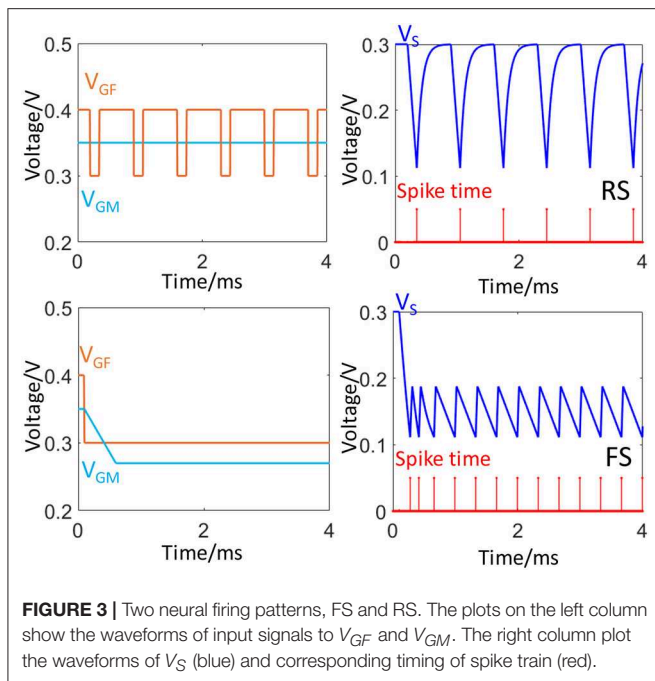 0.5
V_GF
0.4
Voltage/V
0.3
V_GM
0.2
0 2 4
Time/ms
0.3
V_S
0.2
Voltage/V
0.1
Spike time
RS
0
0 2 4
Time/ms
0.5
V_GF
0.4
Voltage/V
0.3
V_GM
0.2
0 2 4
Time/ms
0.3
V_S
0.2
Voltage/V
0.1
Spike time
FS
0
0 2 4
Time/ms
FIGURE 3 | Two neural firing patterns, FS and RS. The plots on the left column
show the waveforms of input signals to V_GF and V_GM. The right column plot
the waveforms of V_S (blue) and corresponding timing of spike train (red).